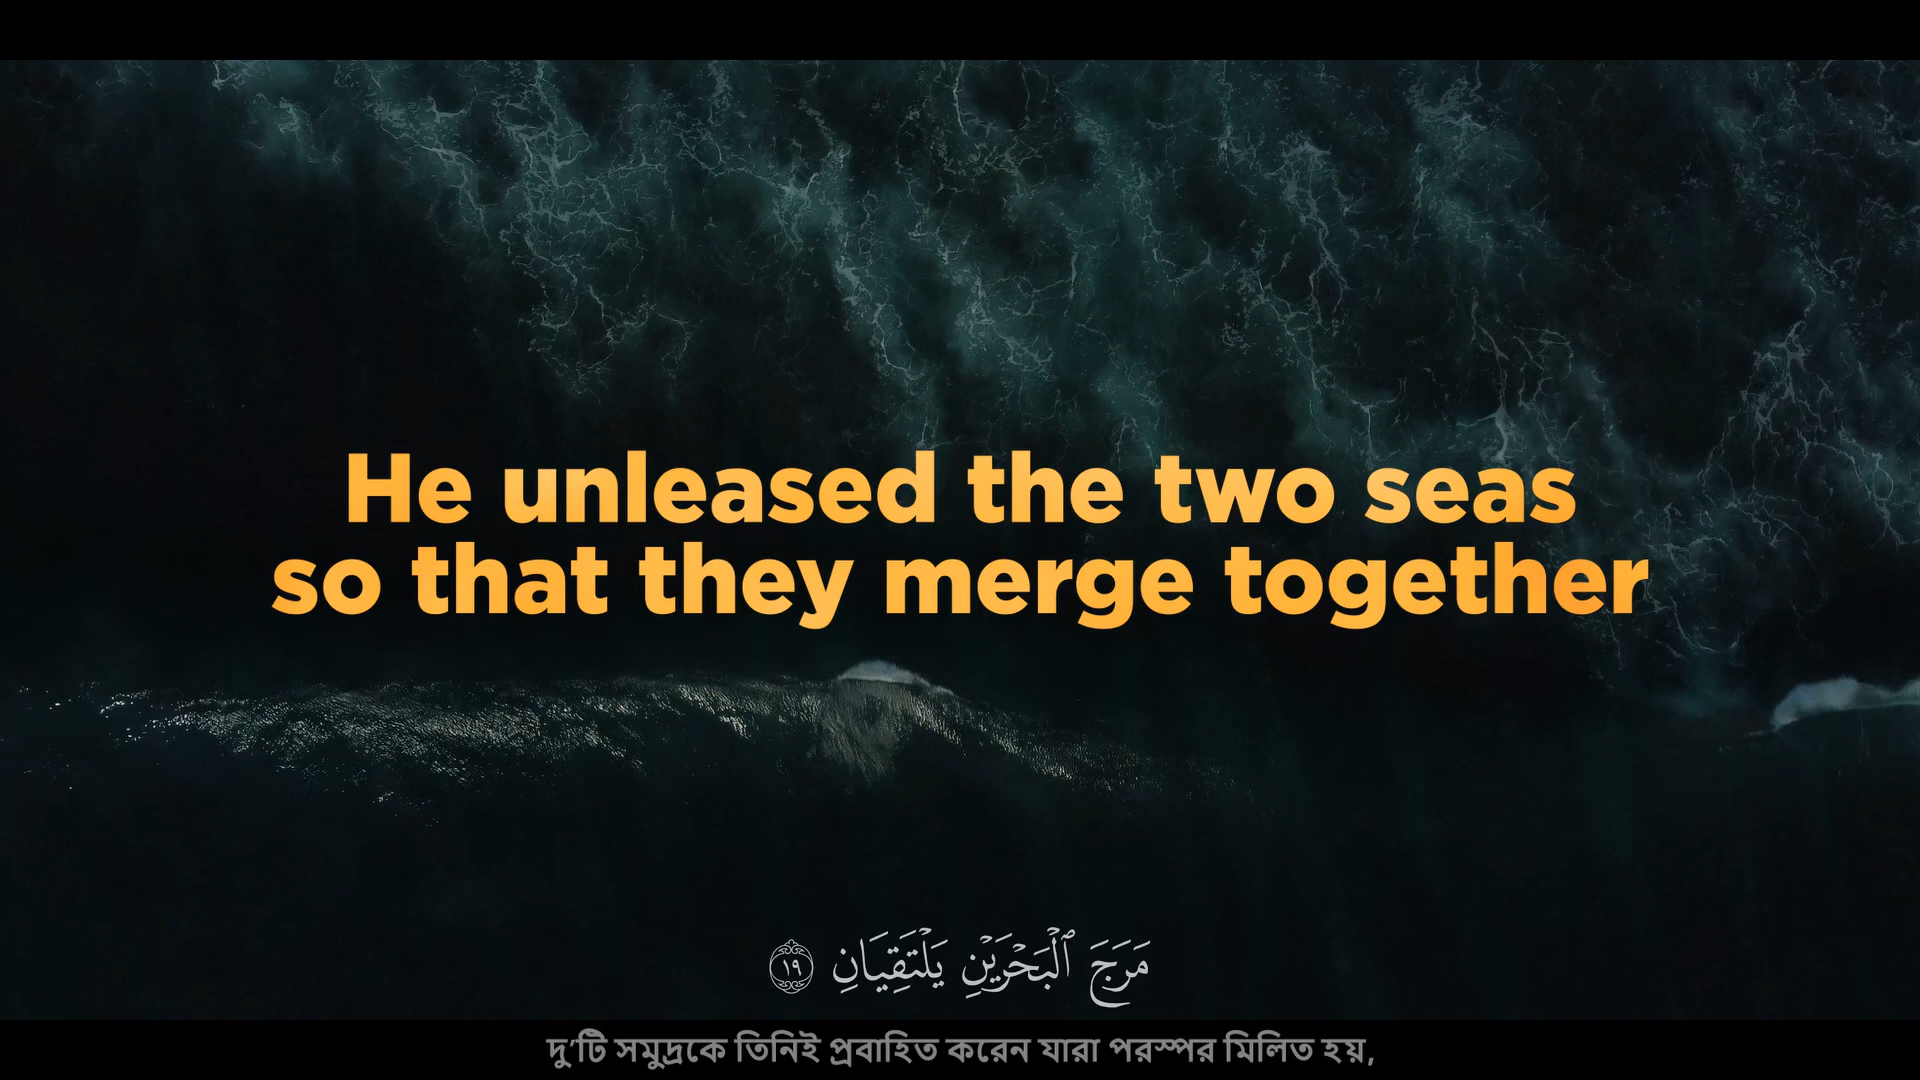 He unleased the two seas
so that they merge together
مَرَجَ ٱلْبَحْرَيْنِ يَلْتَقِيَانِ ١٩
দু’টি সমুদ্রকে তিনিই প্রবাহিত করেন যারা পরস্পর মিলিত হয়,